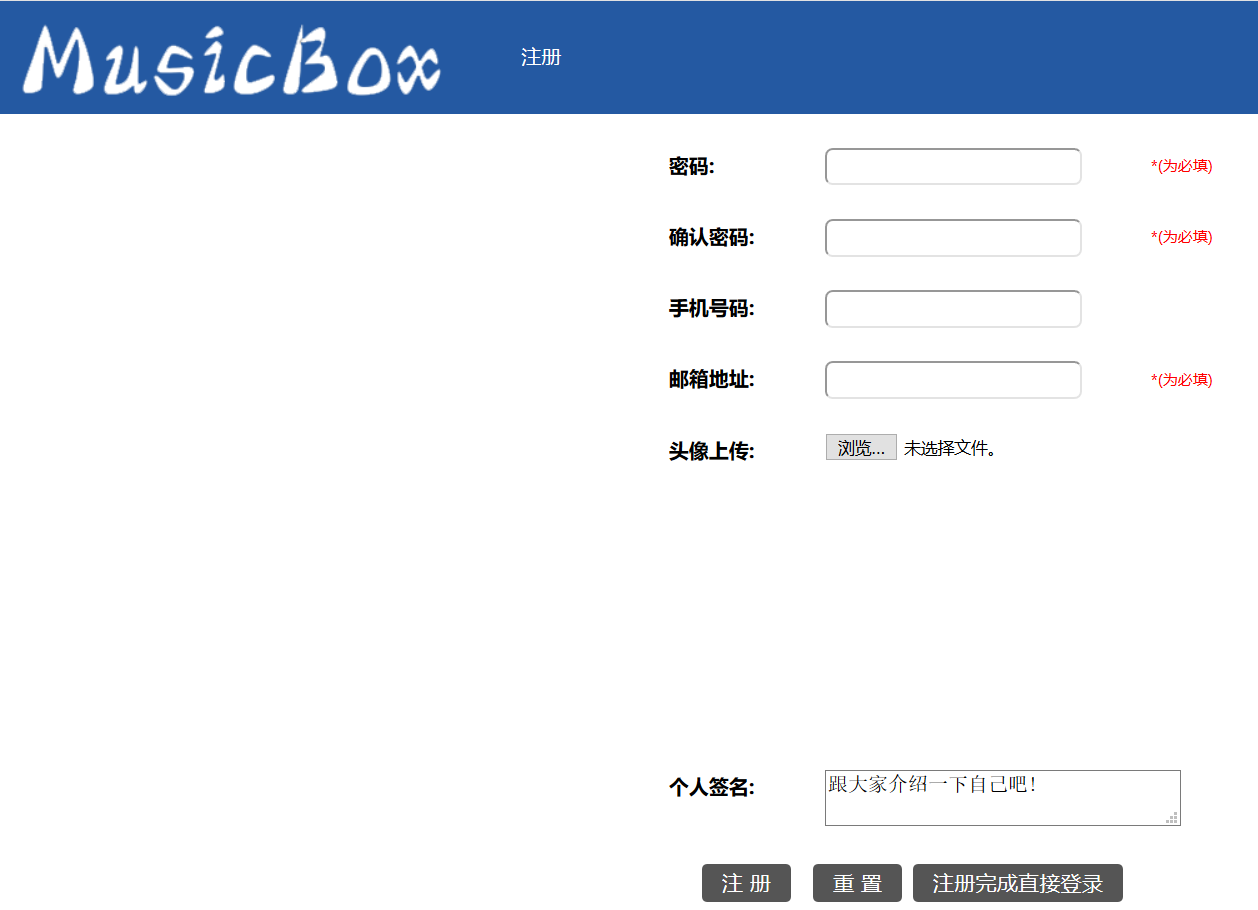 MusicBox 注册
密码: *(为必填)
确认密码: *(为必填)
手机号码:
邮箱地址: *(为必填)
头像上传: 浏览... 未选择文件。
个人签名: 跟大家介绍一下自己吧!
注 册 重 置 注册完成直接登录